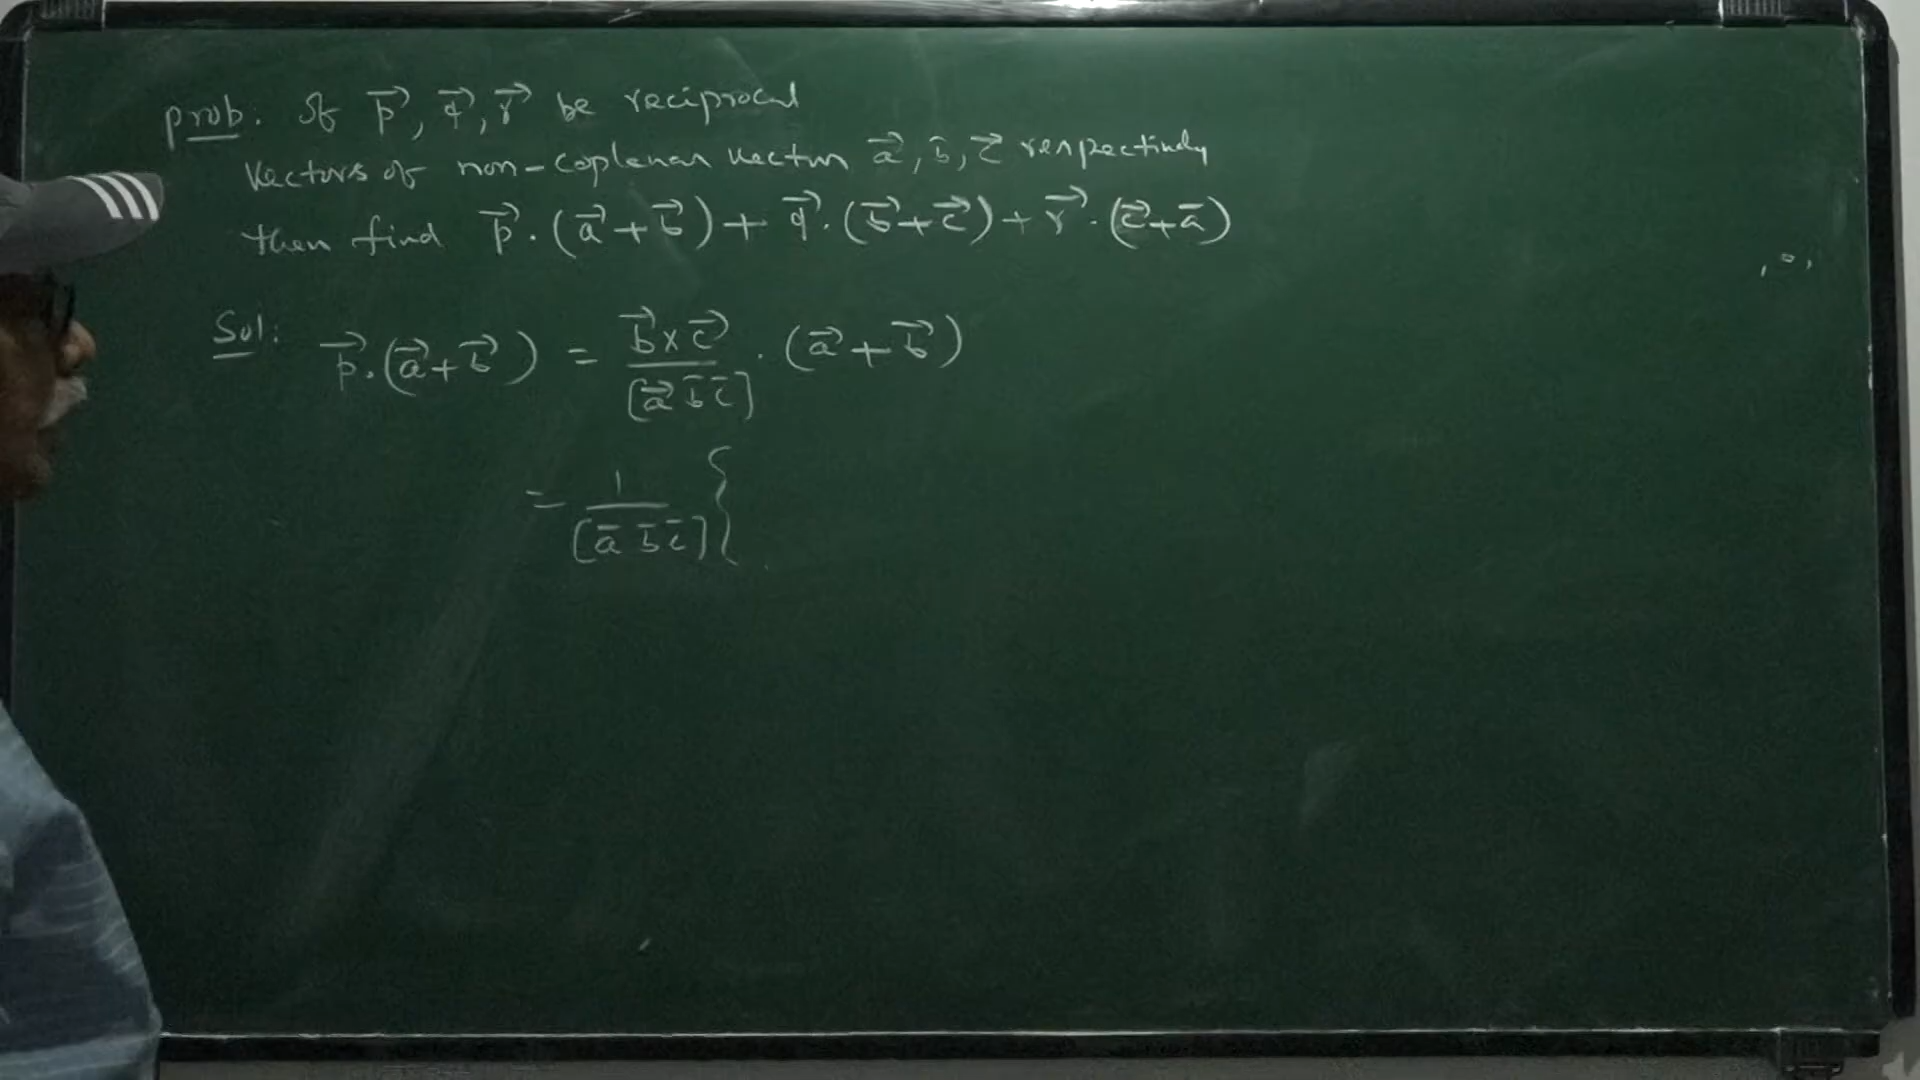 prob. If p⃗, q⃗, r⃗ be reciprocal
vectors of non-coplanar vectors a⃗, b̄, c⃗ respectively
then find p⃗ · (a⃗ + b⃗) + q⃗ · (b⃗ + c⃗) + r⃗ · (c⃗ + ā)
Sol: p⃗ · (a⃗ + b⃗) = (b⃗ × c⃗)/[a⃗ b̄ c̄] · (a⃗ + b⃗)
= 1/[ā b̄ c̄] {